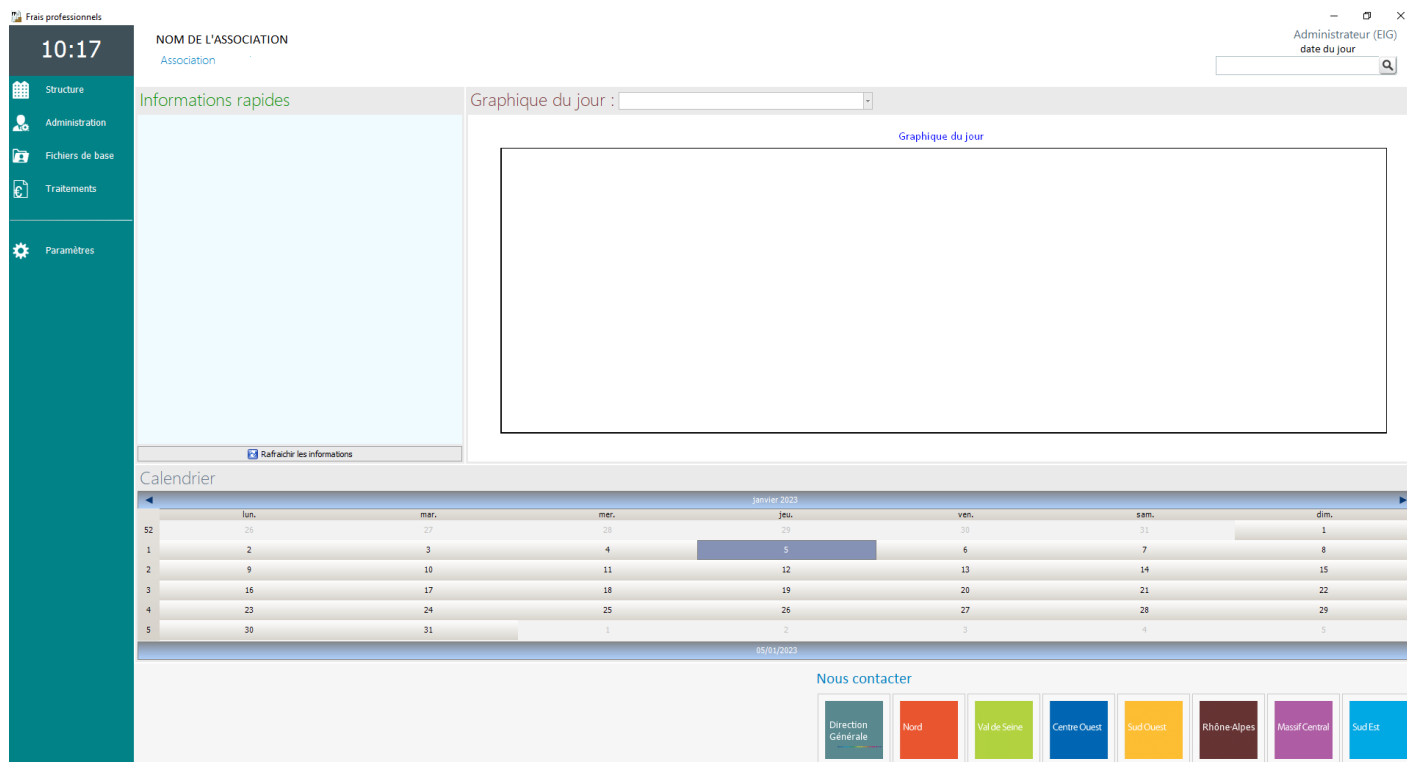 Frais professionnels
10:17
NOM DE L'ASSOCIATION
Association
Administrateur (EIG)
date du jour
Structure
Administration
Fichiers de base
Traitements
Paramètres
Informations rapides
Rafraichir les informations
Graphique du jour :
Graphique du jour
Calendrier
janvier 2023
lun. mar. mer. jeu. ven. sam. dim.
52 26 27 28 29 30 31 1
1 2 3 4 5 6 7 8
2 9 10 11 12 13 14 15
3 16 17 18 19 20 21 22
4 23 24 25 26 27 28 29
5 30 31 1 2 3 4 5
05/01/2023
Nous contacter
Direction
Générale
Nord
Val de Seine
Centre Ouest
Sud Ouest
Rhône-Alpes
Massif Central
Sud Est